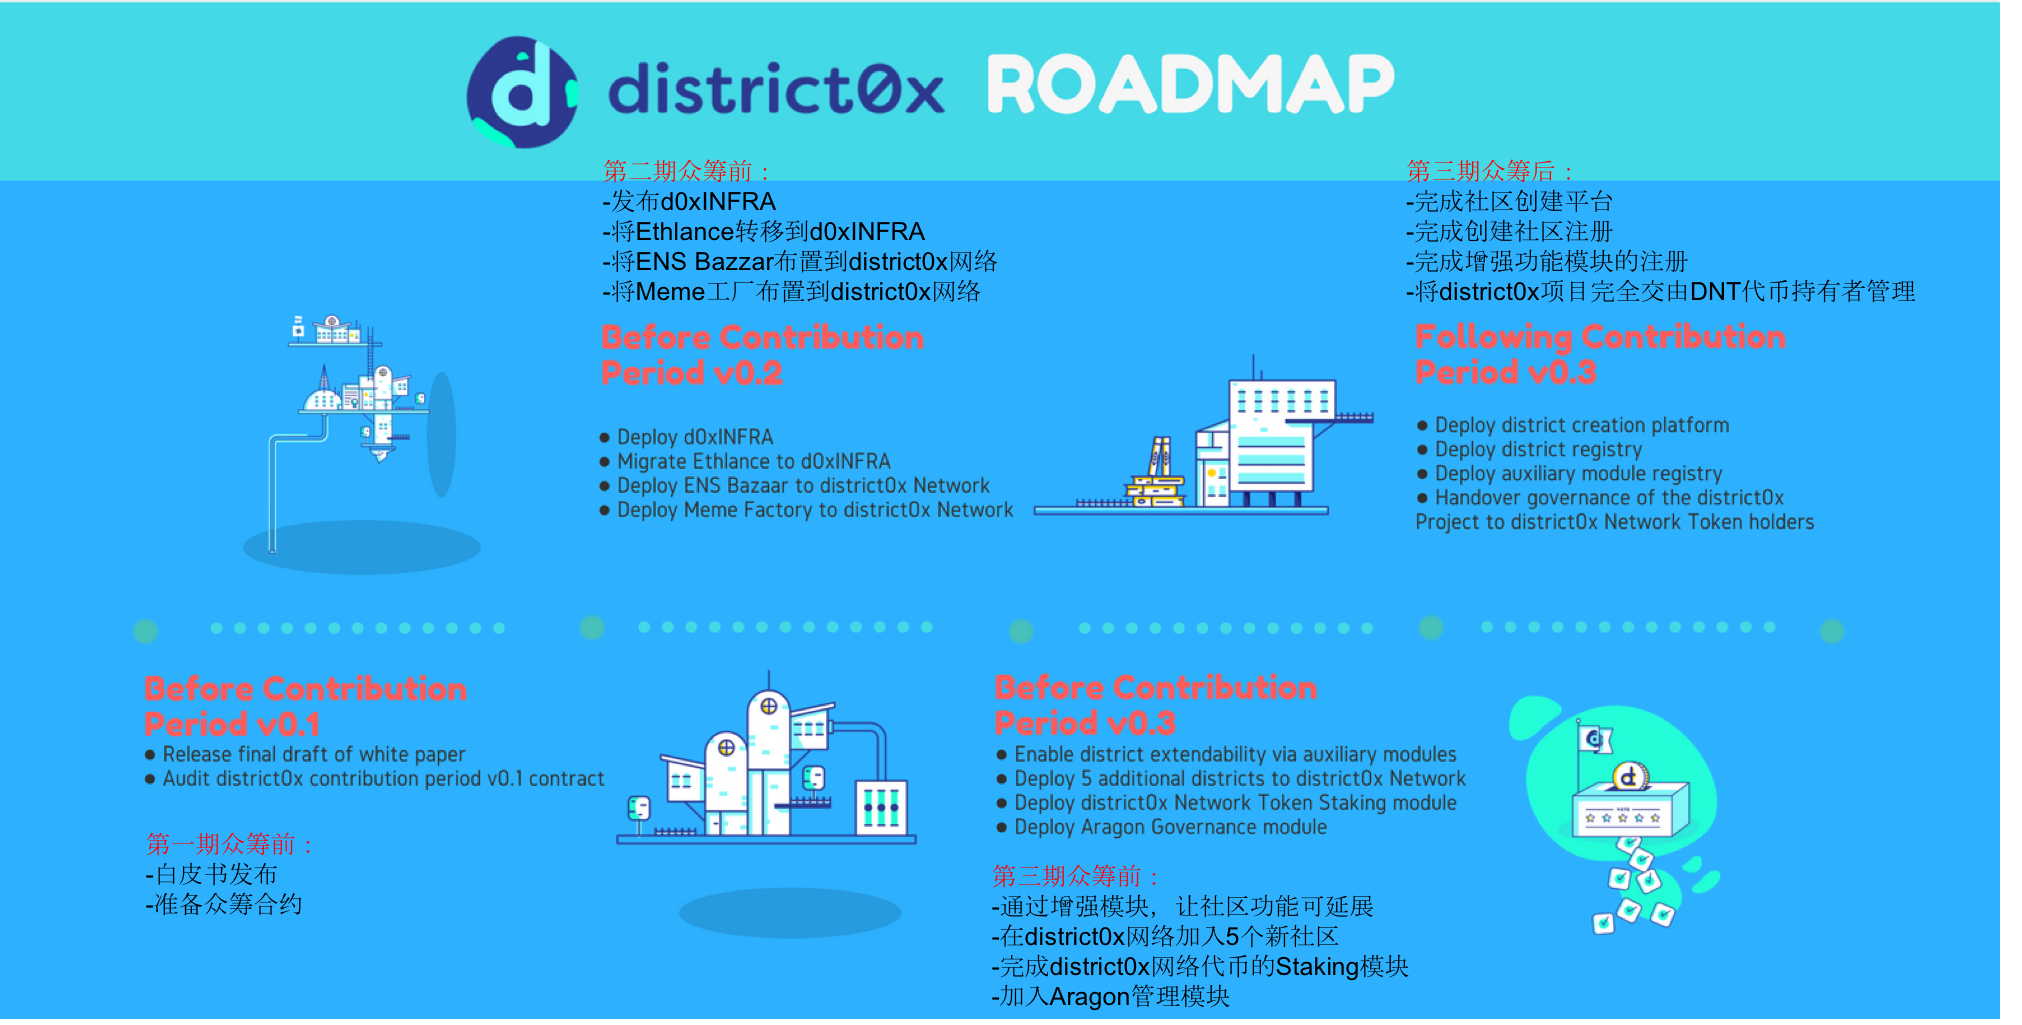 district0x ROADMAP
第二期众筹前：
-发布d0xINFRA
-将Ethlance转移到d0xINFRA
-将ENS Bazzar布置到district0x网络
-将Meme工厂布置到district0x网络
Before Contribution
Period v0.2
● Deploy d0xINFRA
● Migrate Ethlance to d0xINFRA
● Deploy ENS Bazaar to district0x Network
● Deploy Meme Factory to district0x Network
第三期众筹后：
-完成社区创建平台
-完成创建社区注册
-完成增强功能模块的注册
-将district0x项目完全交由DNT代币持有者管理
Following Contribution
Period v0.3
● Deploy district creation platform
● Deploy district registry
● Deploy auxiliary module registry
● Handover governance of the district0x
Project to district0x Network Token holders
Before Contribution
Period v0.1
● Release final draft of white paper
● Audit district0x contribution period v0.1 contract
第一期众筹前：
-白皮书发布
-准备众筹合约
Before Contribution
Period v0.3
● Enable district extendability via auxiliary modules
● Deploy 5 additional districts to district0x Network
● Deploy district0x Network Token Staking module
● Deploy Aragon Governance module
第三期众筹前：
-通过增强模块，让社区功能可延展
-在district0x网络加入5个新社区
-完成district0x网络代币的Staking模块
-加入Aragon管理模块
VOTE